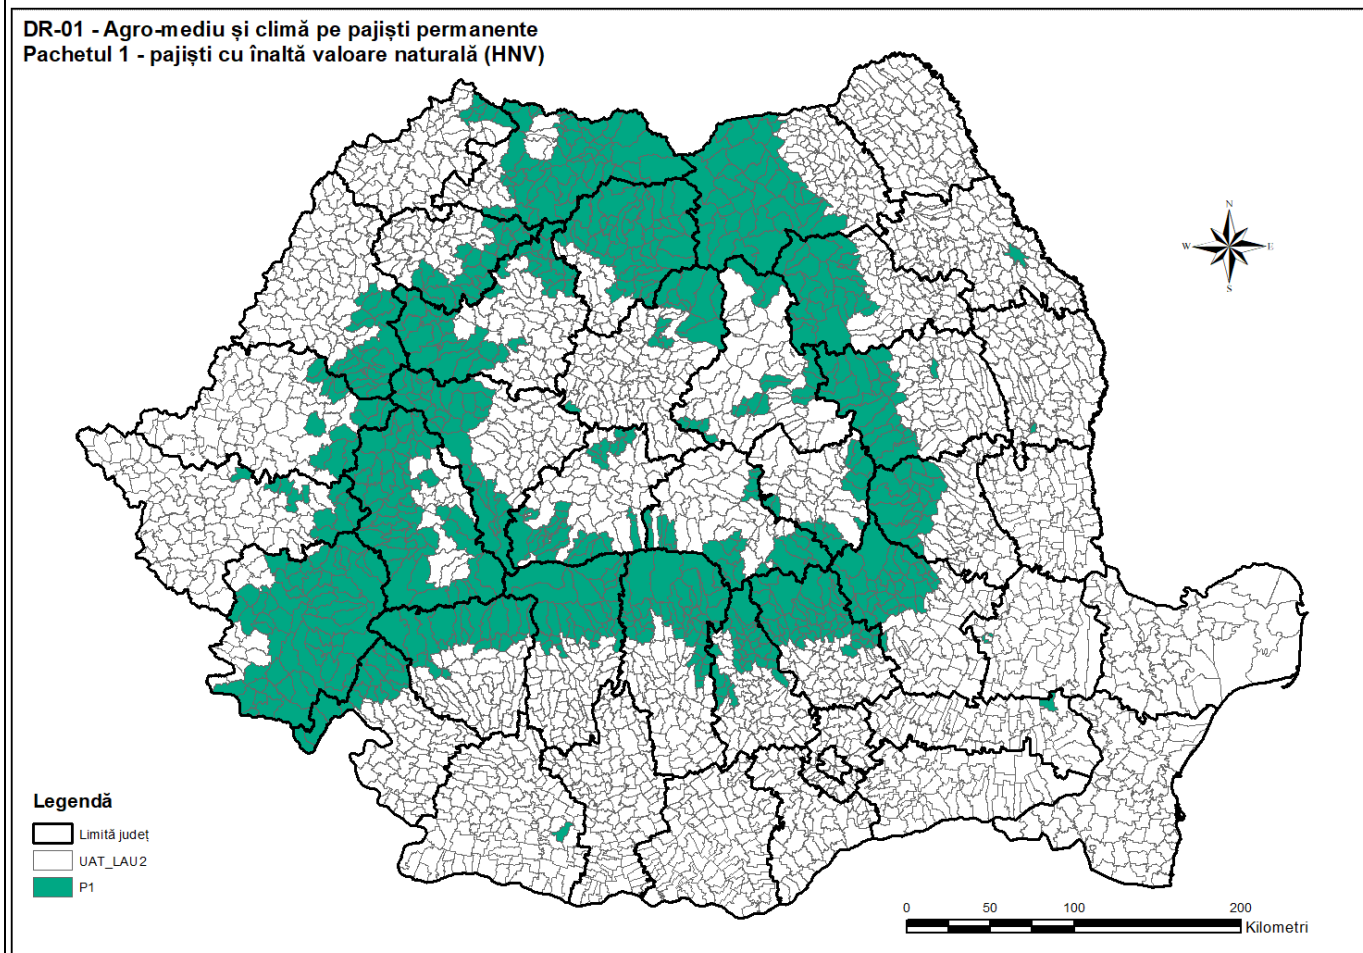 DR-01 - Agro-mediu și climă pe pajiști permanente
Pachetul 1 - pajiști cu înaltă valoare naturală (HNV)
N
W
E
S
Legendă
Limită județ
UAT_LAU2
P1
0 50 100 200
Kilometri